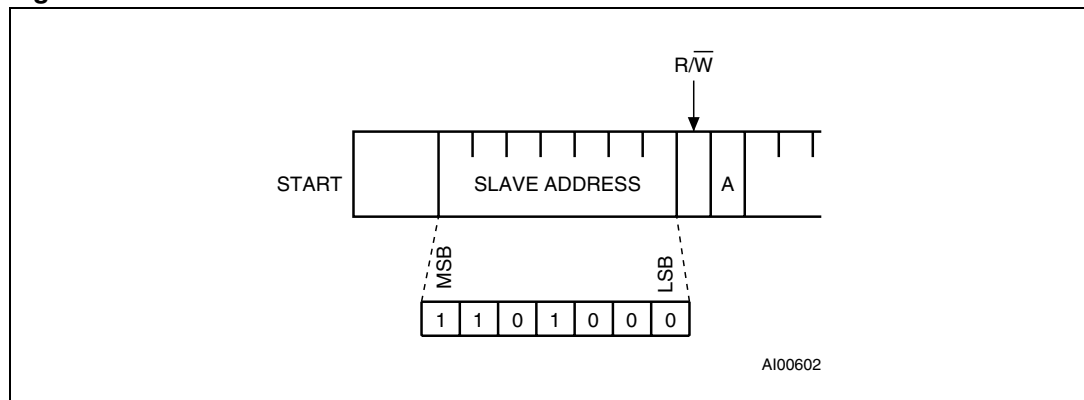 R/W
START
SLAVE ADDRESS
A
MSB
LSB
1 1 0 1 0 0 0
AI00602